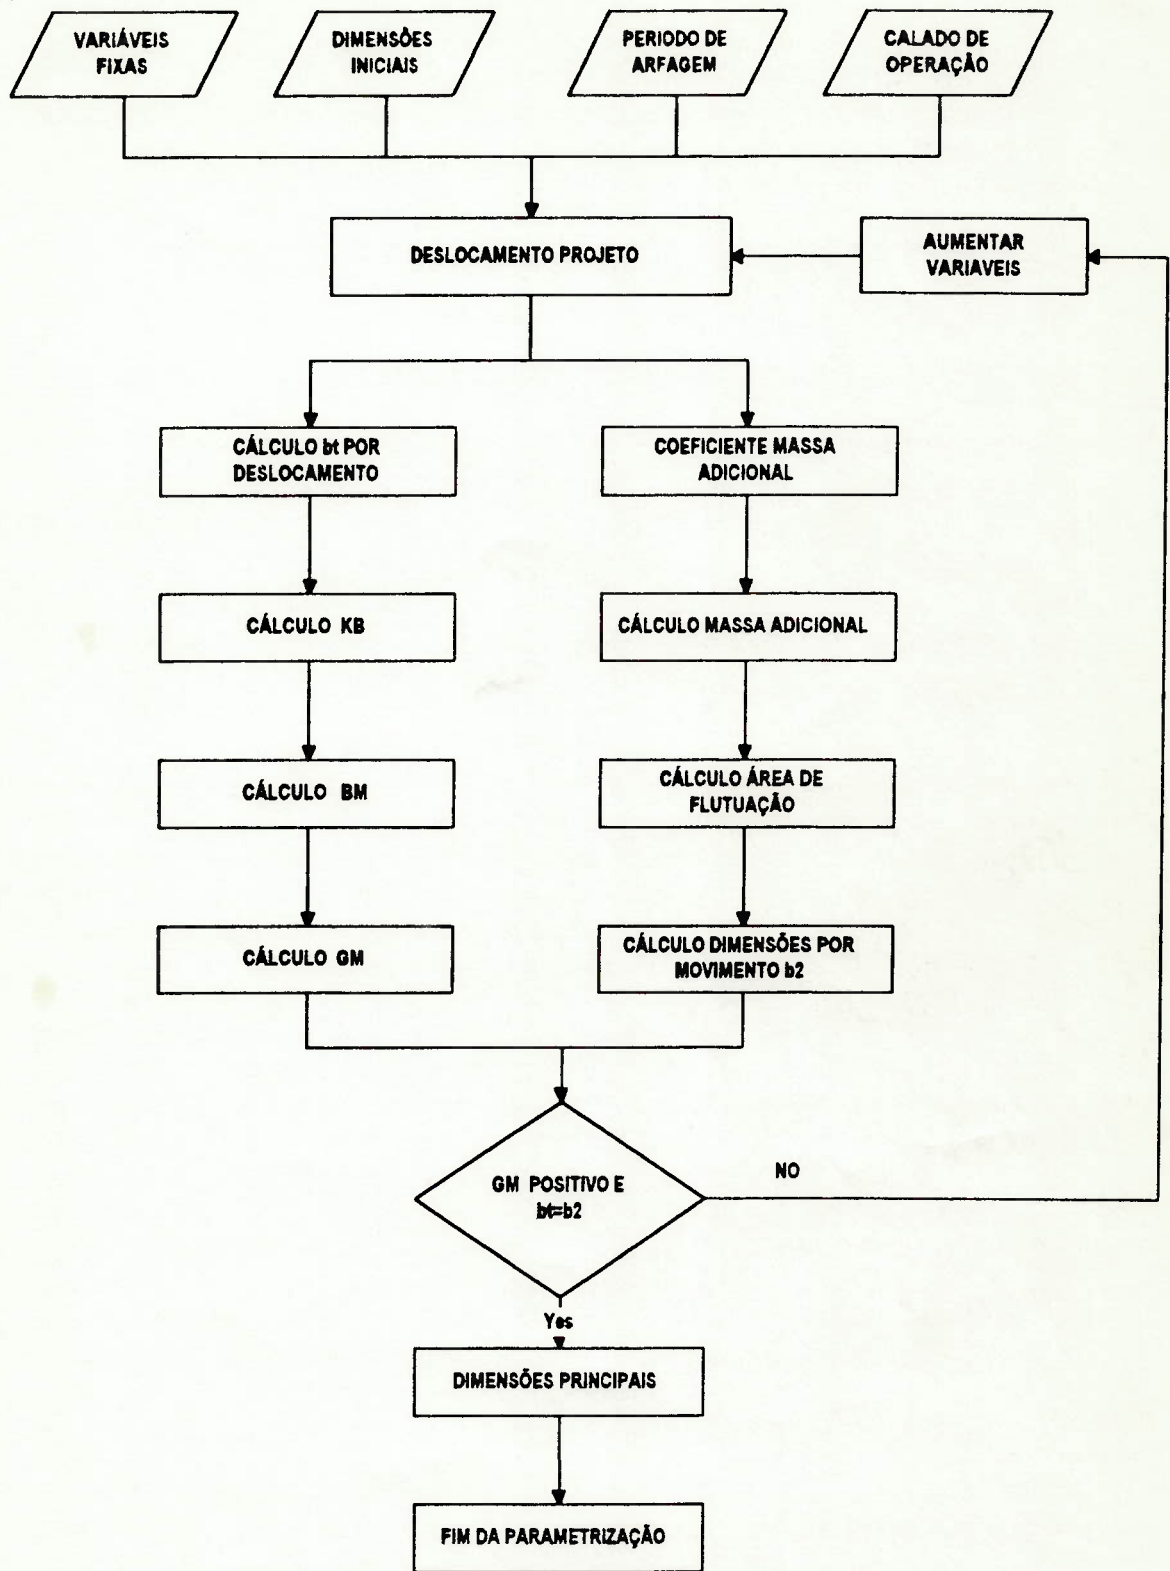 VARIÁVEIS
FIXAS
DIMENSÕES
INICIAIS
PERIODO DE
ARFAGEM
CALADO DE
OPERAÇÃO
DESLOCAMENTO PROJETO
AUMENTAR
VARIAVEIS
CÁLCULO bt POR
DESLOCAMENTO
COEFICIENTE MASSA
ADICIONAL
CÁLCULO KB
CÁLCULO MASSA ADICIONAL
CÁLCULO BM
CÁLCULO ÁREA DE
FLUTUAÇÃO
CÁLCULO GM
CÁLCULO DIMENSÕES POR
MOVIMENTO b2
GM POSITIVO E
bt=b2
NO
Yes
DIMENSÕES PRINCIPAIS
FIM DA PARAMETRIZAÇÃO